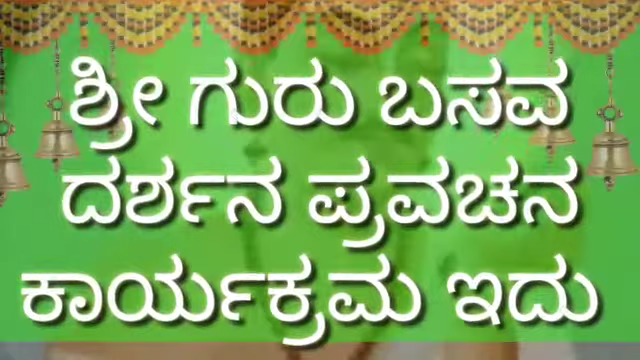 ಶ್ರೀ ಗುರು ಬಸವ
ದರ್ಶನ ಪ್ರವಚನ
ಕಾರ್ಯಕ್ರಮ ಇದು